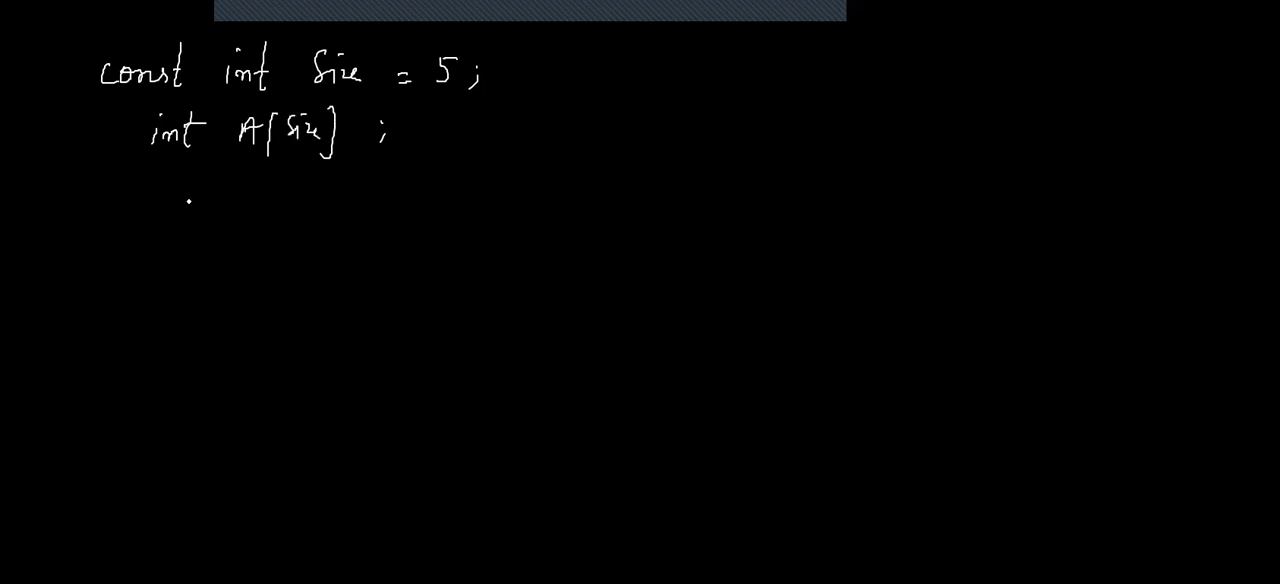 const int Size = 5;
int A[Size] ;